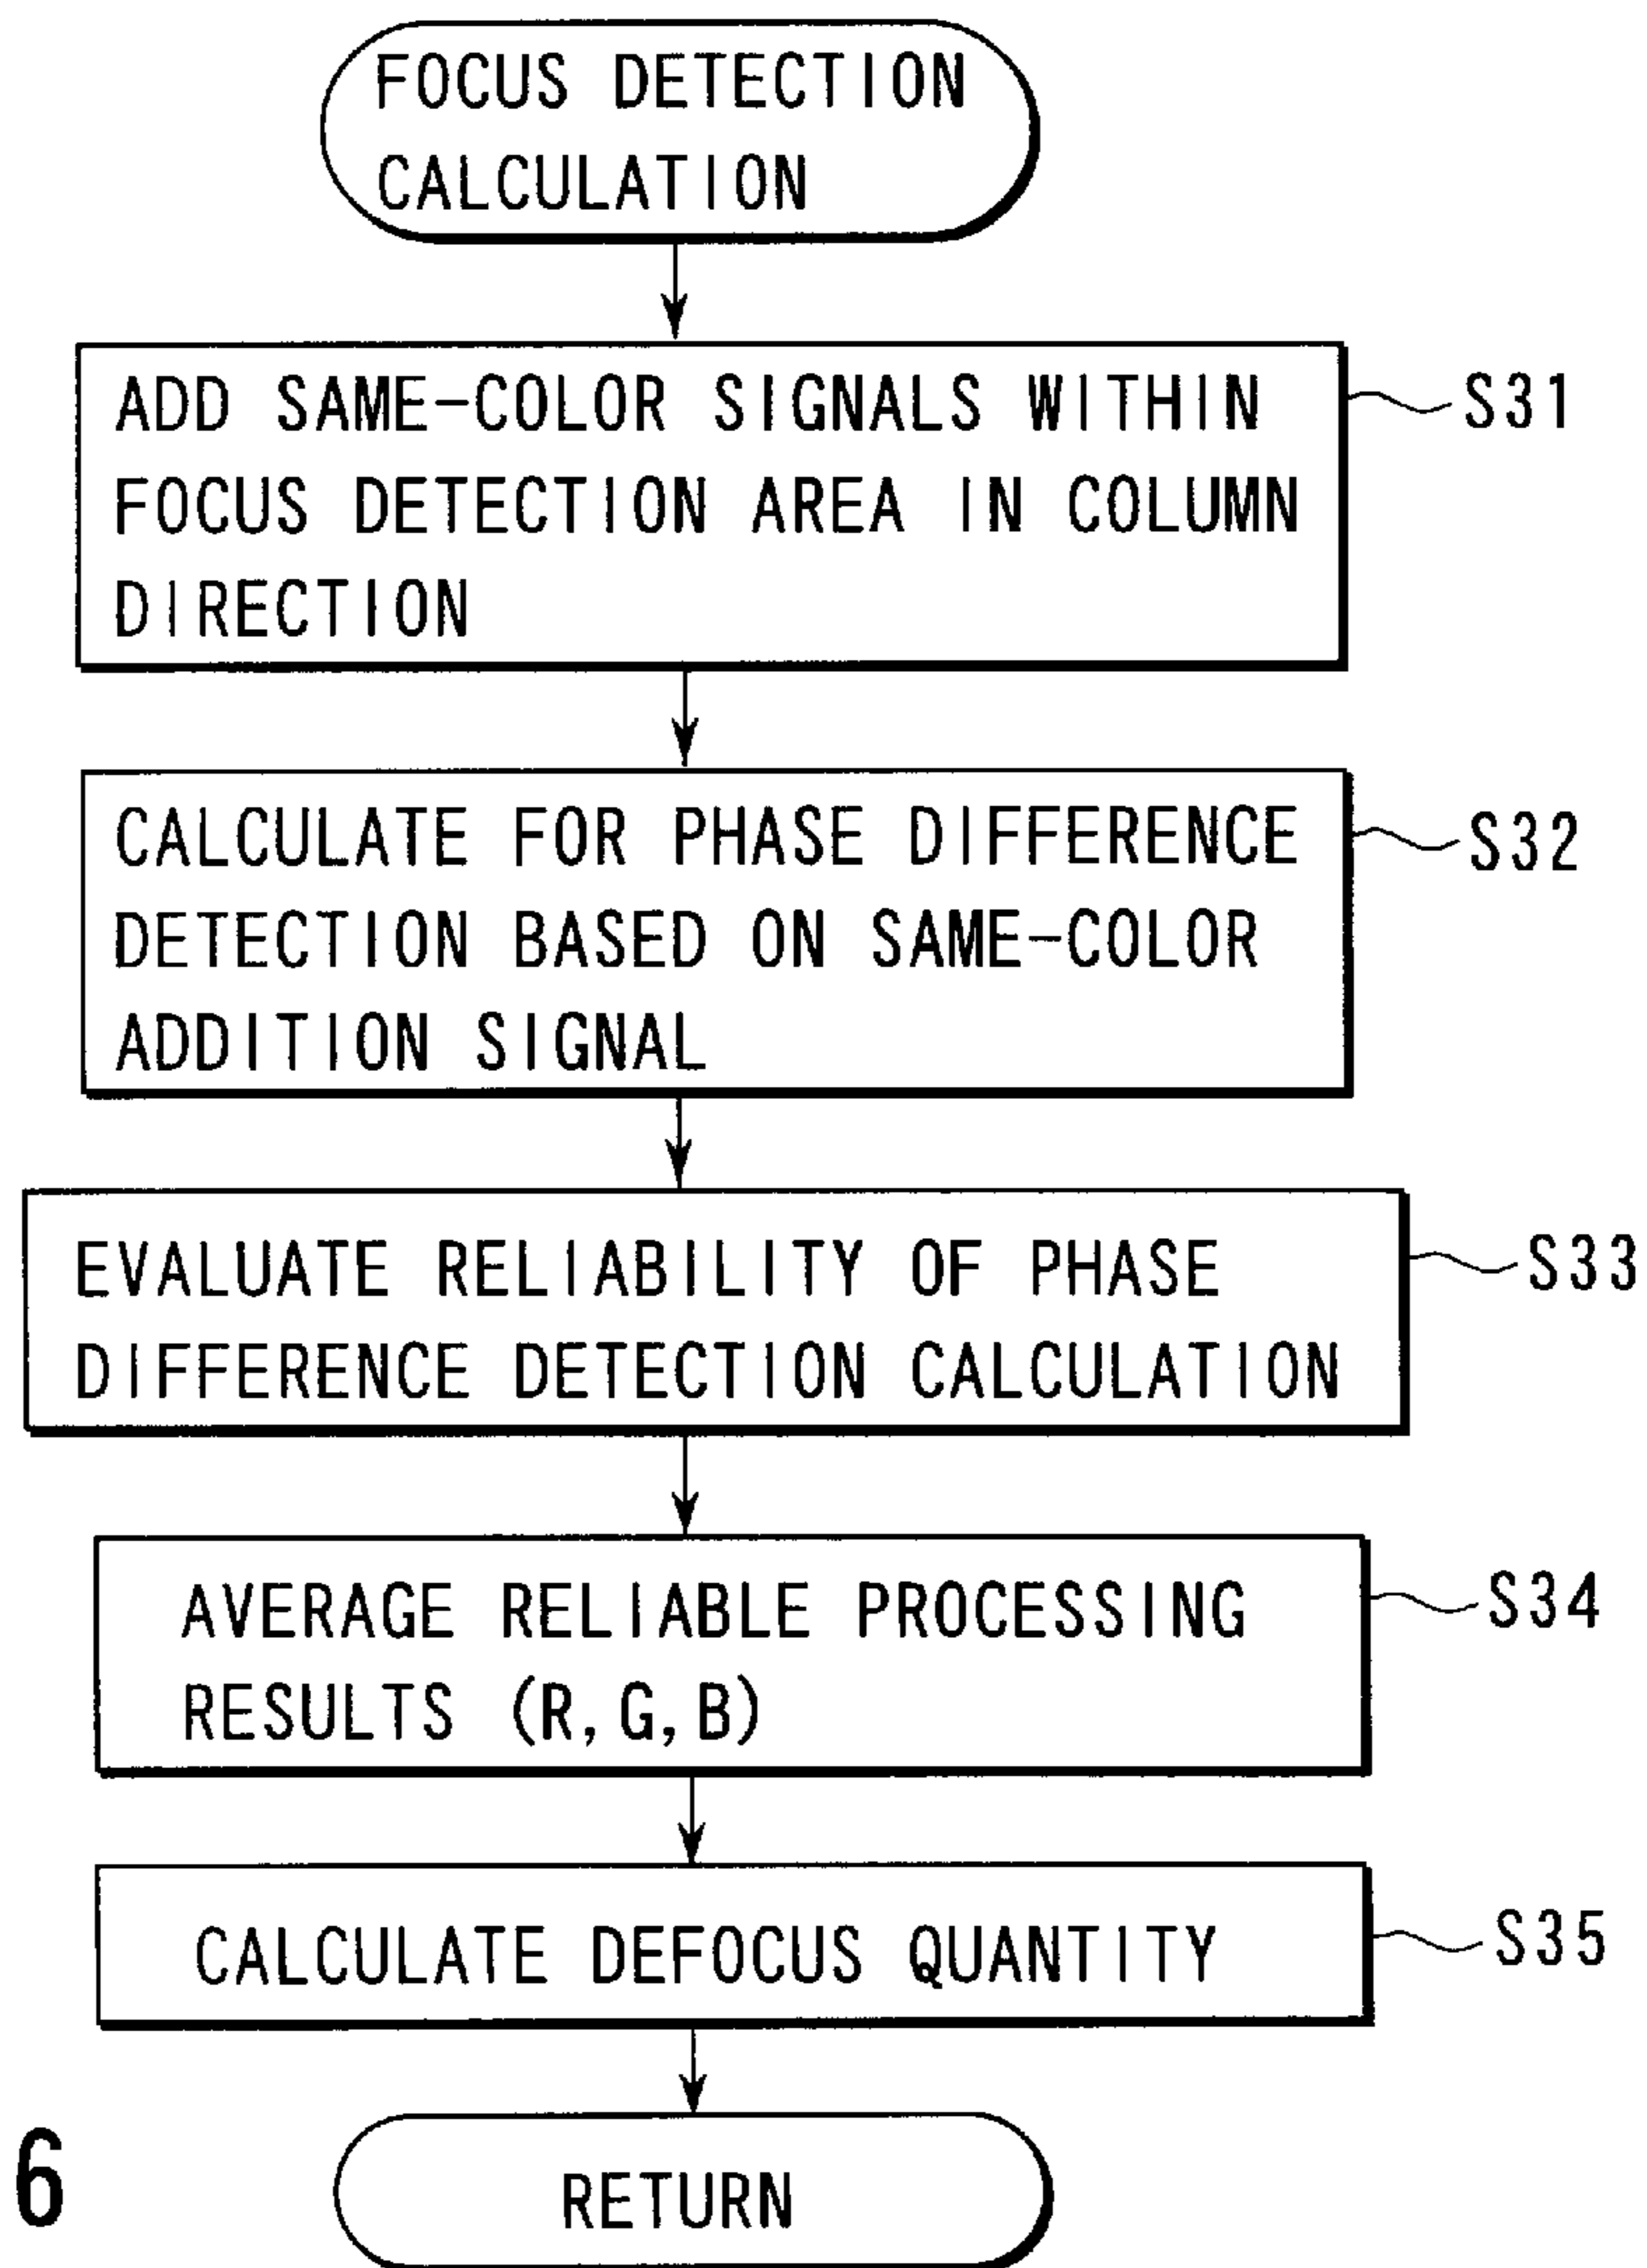 FOCUS DETECTION
CALCULATION
ADD SAME-COLOR SIGNALS WITHIN
FOCUS DETECTION AREA IN COLUMN
DIRECTION
S31
CALCULATE FOR PHASE DIFFERENCE
DETECTION BASED ON SAME-COLOR
ADDITION SIGNAL
S32
EVALUATE RELIABILITY OF PHASE
DIFFERENCE DETECTION CALCULATION
S33
AVERAGE RELIABLE PROCESSING
RESULTS (R, G, B)
S34
CALCULATE DEFOCUS QUANTITY
S35
RETURN
6